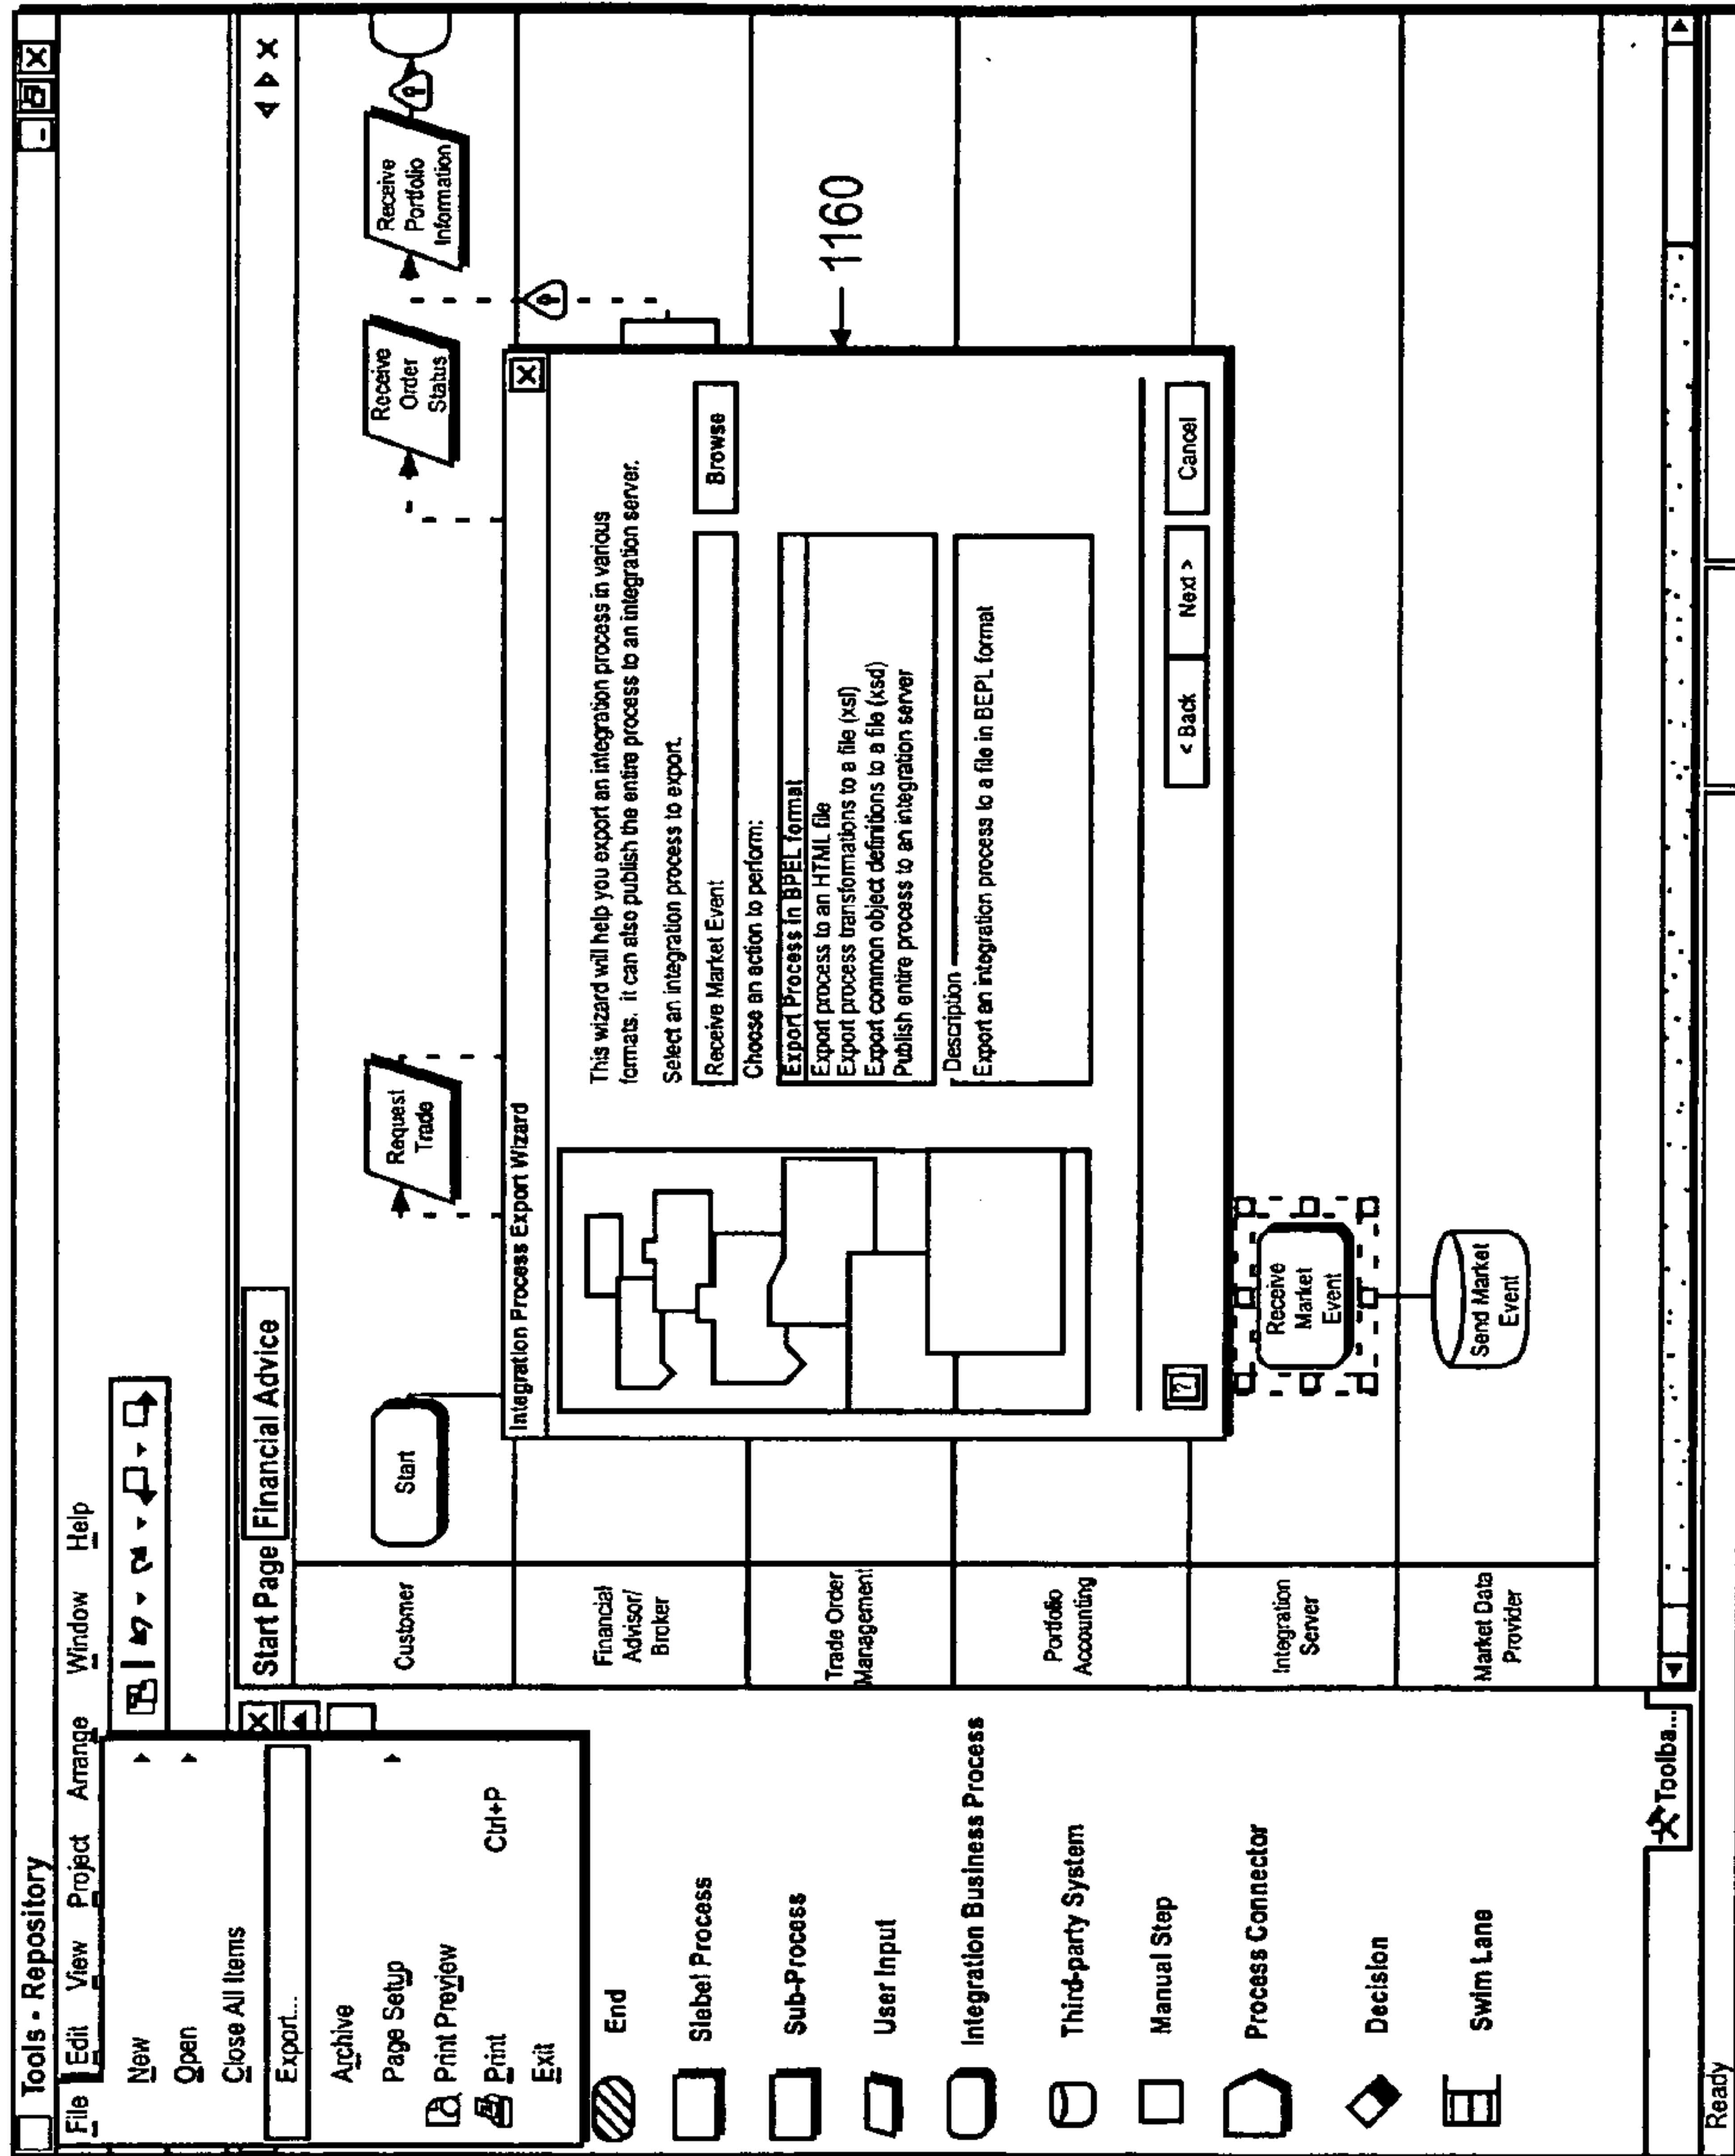 Tools - Repository
File Edit View Project Arrange Window Help
New
Open
Close All Items
Export...
Archive
Page Setup
Print Preview
Print Ctrl+P
Exit
End
Siebel Process
Sub-Process
User Input
Integration Business Process
Third-party System
Manual Step
Process Connector
Decision
Swim Lane
Toolba...
Ready
Start Page Financial Advice
Customer
Financial
Advisor/
Broker
Trade Order
Management
Portfolio
Accounting
Integration
Server
Market Data
Provider
Start
Request
Trade
Receive
Order
Status
Receive
Portfolio
Information
Integration Process Export Wizard
This wizard will help you export an integration process in various
formats. it can also publish the entire process to an integration server.
Select an integration process to export.
Receive Market Event
Browse
Choose an action to perform:
Export Process in BPEL format
Export process to an HTML file
Export process transformations to a file (xsl)
Export common object definitions to a file (xsd)
Publish entire process to an integration server
Description
Export an integration process to a file in BEPL format
?
< Back
Next >
Cancel
1160
Receive
Market
Event
Send Market
Event